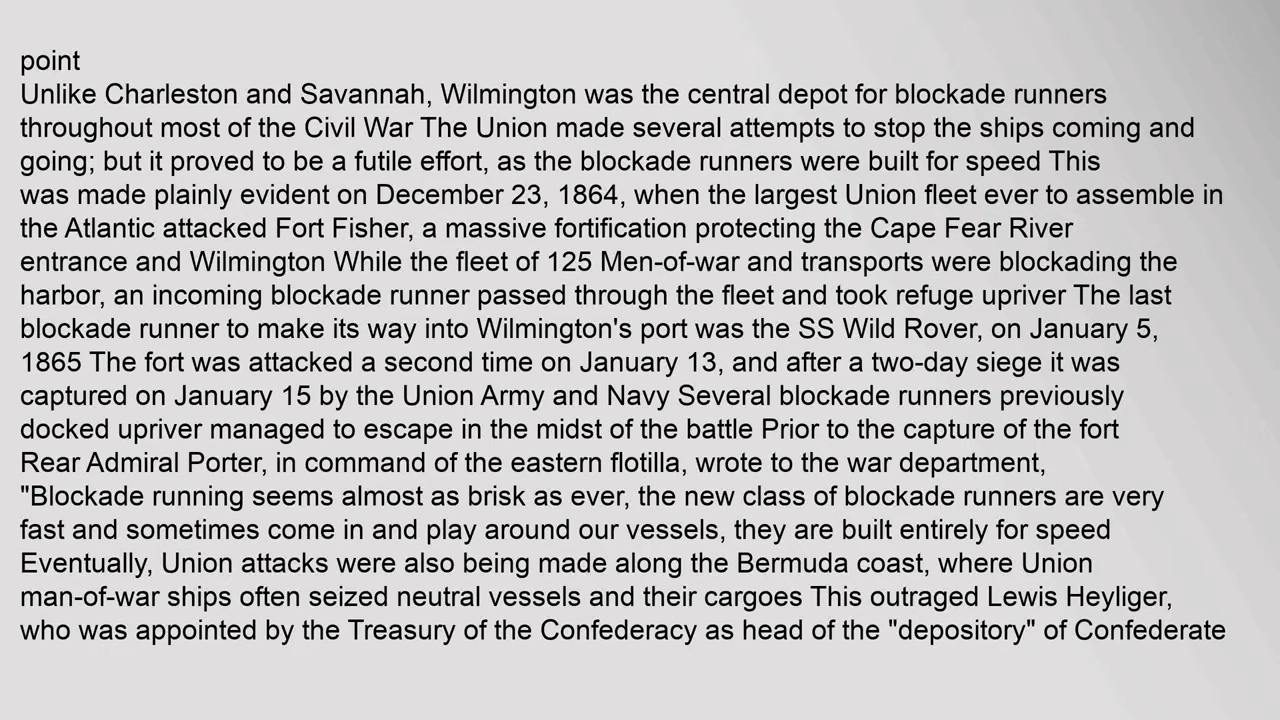 point
Unlike Charleston and Savannah, Wilmington was the central depot for blockade runners
throughout most of the Civil War The Union made several attempts to stop the ships coming and
going; but it proved to be a futile effort, as the blockade runners were built for speed This
was made plainly evident on December 23, 1864, when the largest Union fleet ever to assemble in
the Atlantic attacked Fort Fisher, a massive fortification protecting the Cape Fear River
entrance and Wilmington While the fleet of 125 Men-of-war and transports were blockading the
harbor, an incoming blockade runner passed through the fleet and took refuge upriver The last
blockade runner to make its way into Wilmington's port was the SS Wild Rover, on January 5,
1865 The fort was attacked a second time on January 13, and after a two-day siege it was
captured on January 15 by the Union Army and Navy Several blockade runners previously
docked upriver managed to escape in the midst of the battle Prior to the capture of the fort
Rear Admiral Porter, in command of the eastern flotilla, wrote to the war department,
"Blockade running seems almost as brisk as ever, the new class of blockade runners are very
fast and sometimes come in and play around our vessels, they are built entirely for speed
Eventually, Union attacks were also being made along the Bermuda coast, where Union
man-of-war ships often seized neutral vessels and their cargoes This outraged Lewis Heyliger,
who was appointed by the Treasury of the Confederacy as head of the "depository" of Confederate